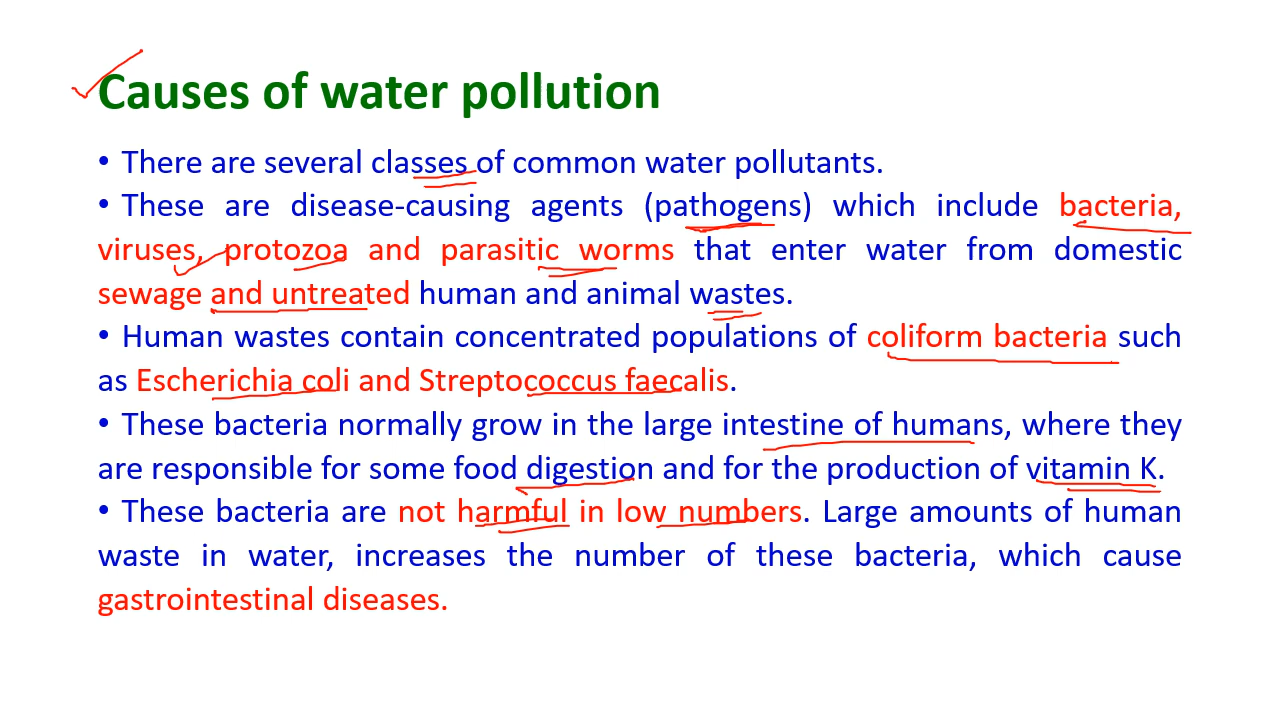 Causes of water pollution
• There are several classes of common water pollutants.
• These are disease-causing agents (pathogens) which include bacteria,
viruses, protozoa and parasitic worms that enter water from domestic
sewage and untreated human and animal wastes.
• Human wastes contain concentrated populations of coliform bacteria such
as Escherichia coli and Streptococcus faecalis.
• These bacteria normally grow in the large intestine of humans, where they
are responsible for some food digestion and for the production of vitamin K.
• These bacteria are not harmful in low numbers. Large amounts of human
waste in water, increases the number of these bacteria, which cause
gastrointestinal diseases.